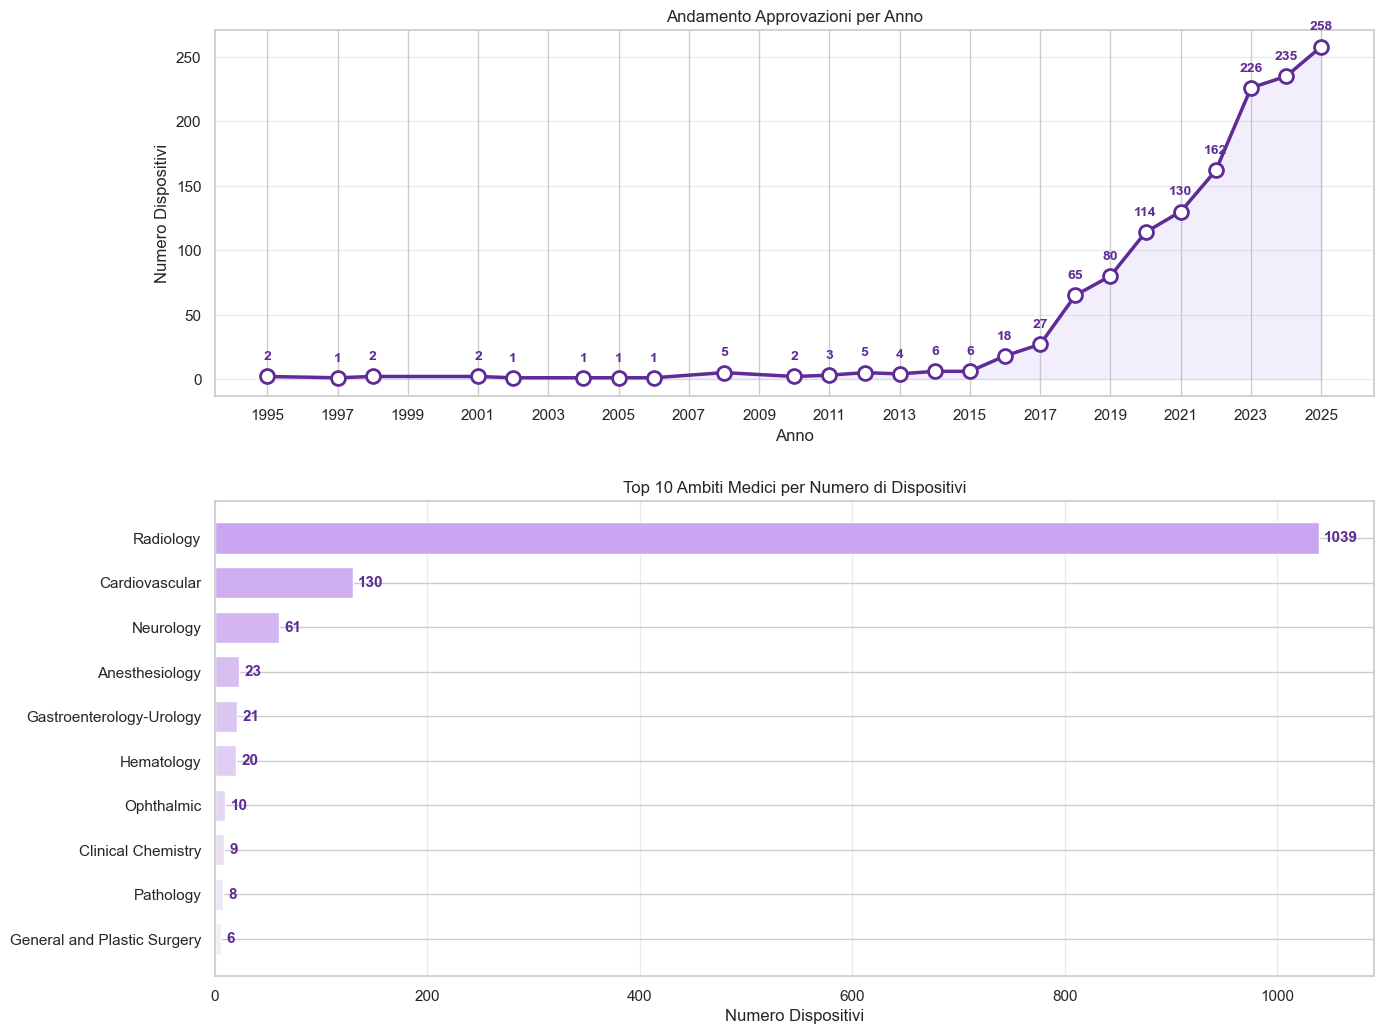 Andamento Approvazioni per Anno
Numero Dispositivi
250
200
150
100
50
0
2
1
2
2
1
1
1
1
5
2
3
5
4
6
6
18
27
65
80
114
130
162
226
235
258
1995 1997 1999 2001 2003 2005 2007 2009 2011 2013 2015 2017 2019 2021 2023 2025
Anno
Top 10 Ambiti Medici per Numero di Dispositivi
Radiology 1039
Cardiovascular 130
Neurology 61
Anesthesiology 23
Gastroenterology-Urology 21
Hematology 20
Ophthalmic 10
Clinical Chemistry 9
Pathology 8
General and Plastic Surgery 6
0 200 400 600 800 1000
Numero Dispositivi